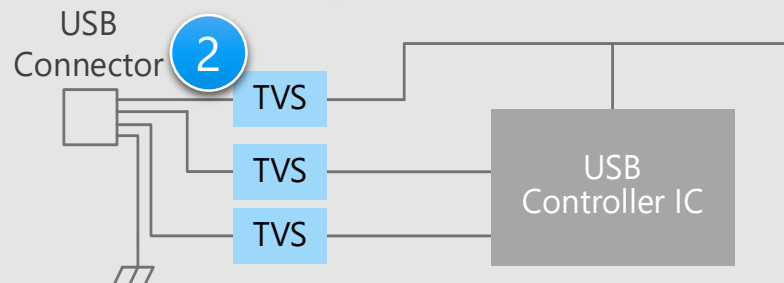 USB
Connector
2
TVS
TVS
TVS
USB
Controller IC